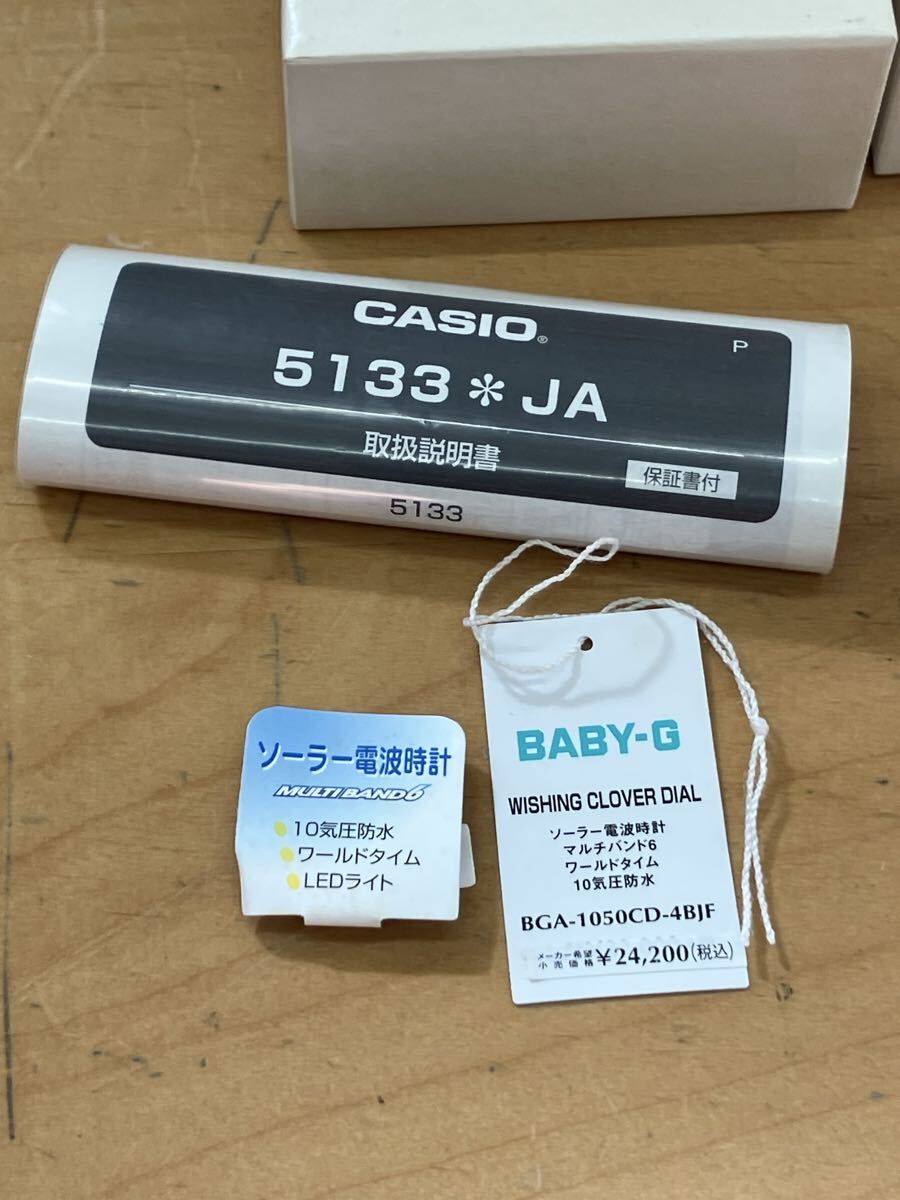 CASIO®
P
5133＊JA
取扱説明書
保証書付
5133
ソーラー電波時計
MULTI BAND 6
10気圧防水
ワールドタイム
LEDライト
BABY-G
WISHING CLOVER DIAL
ソーラー電波時計
マルチバンド6
ワールドタイム
10気圧防水
BGA-1050CD-4BJF
メーカー希望
小売価格 ¥24,200(税込)